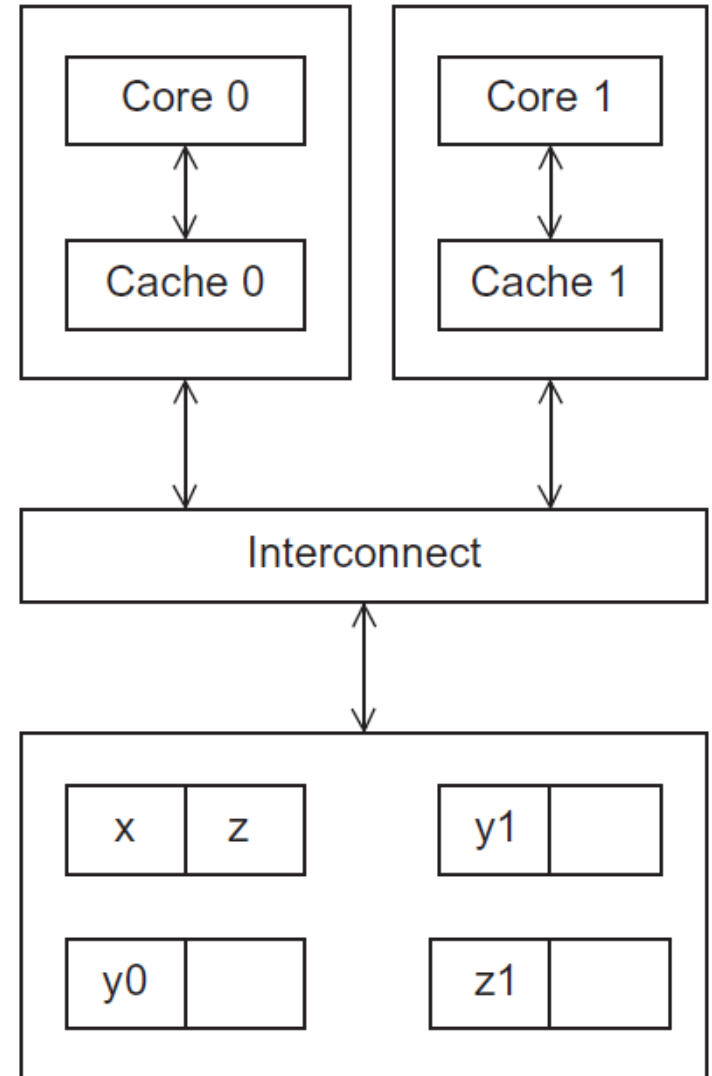 Core 0
Core 1
Cache 0
Cache 1
Interconnect
x z
y1
y0
z1